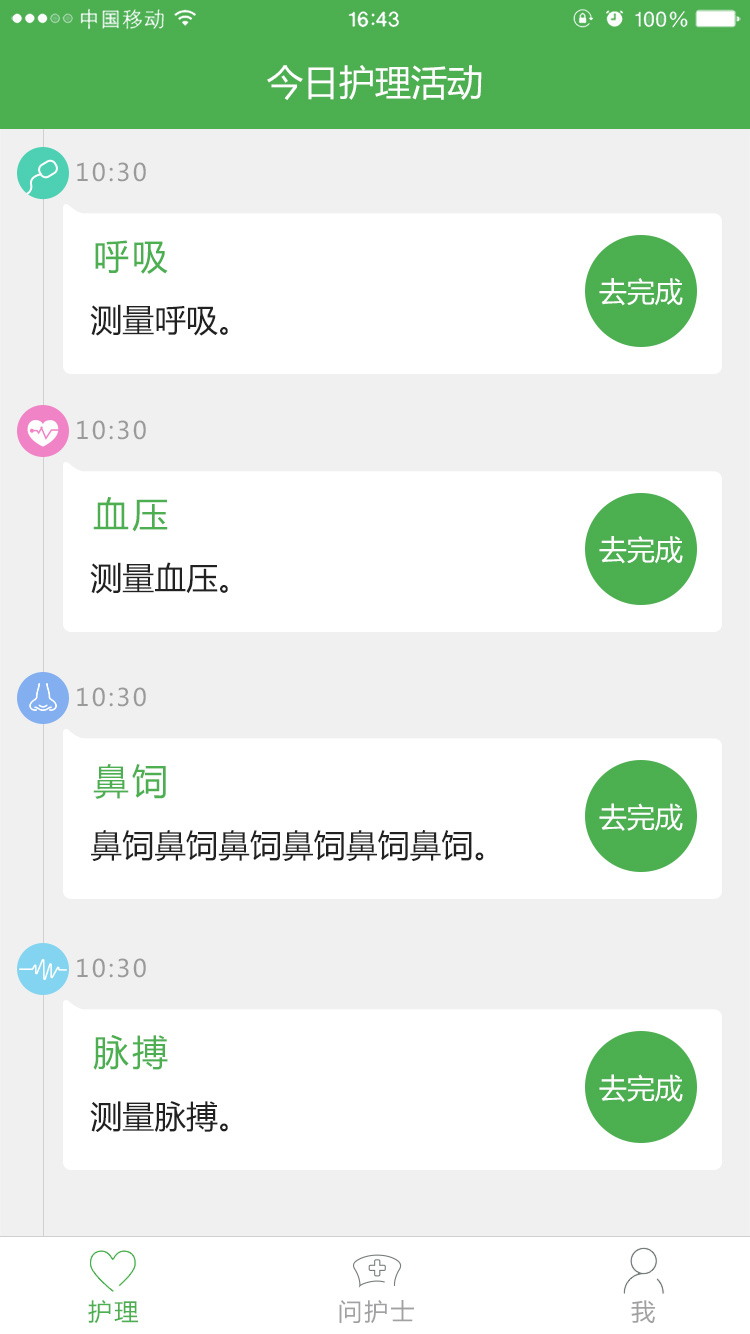 中国移动 16:43 100%
今日护理活动
10:30
呼吸
测量呼吸。
去完成
10:30
血压
测量血压。
去完成
10:30
鼻饲
鼻饲鼻饲鼻饲鼻饲鼻饲鼻饲。
去完成
10:30
脉搏
测量脉搏。
去完成
护理 问护士 我